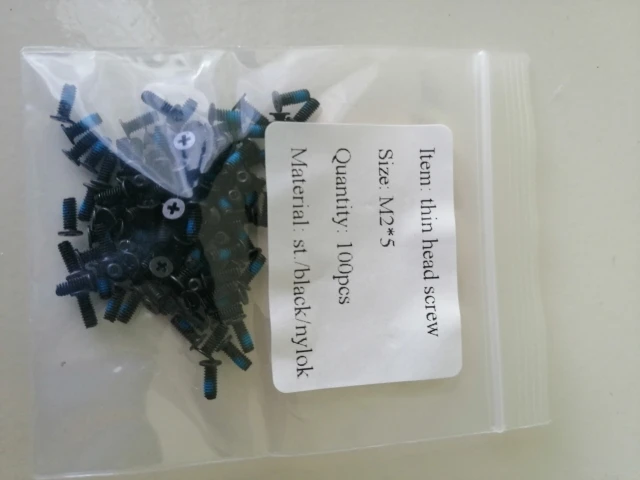 Item: thin head screw
Size: M2*5
Quantity: 100pcs
Material: st./black/nylok